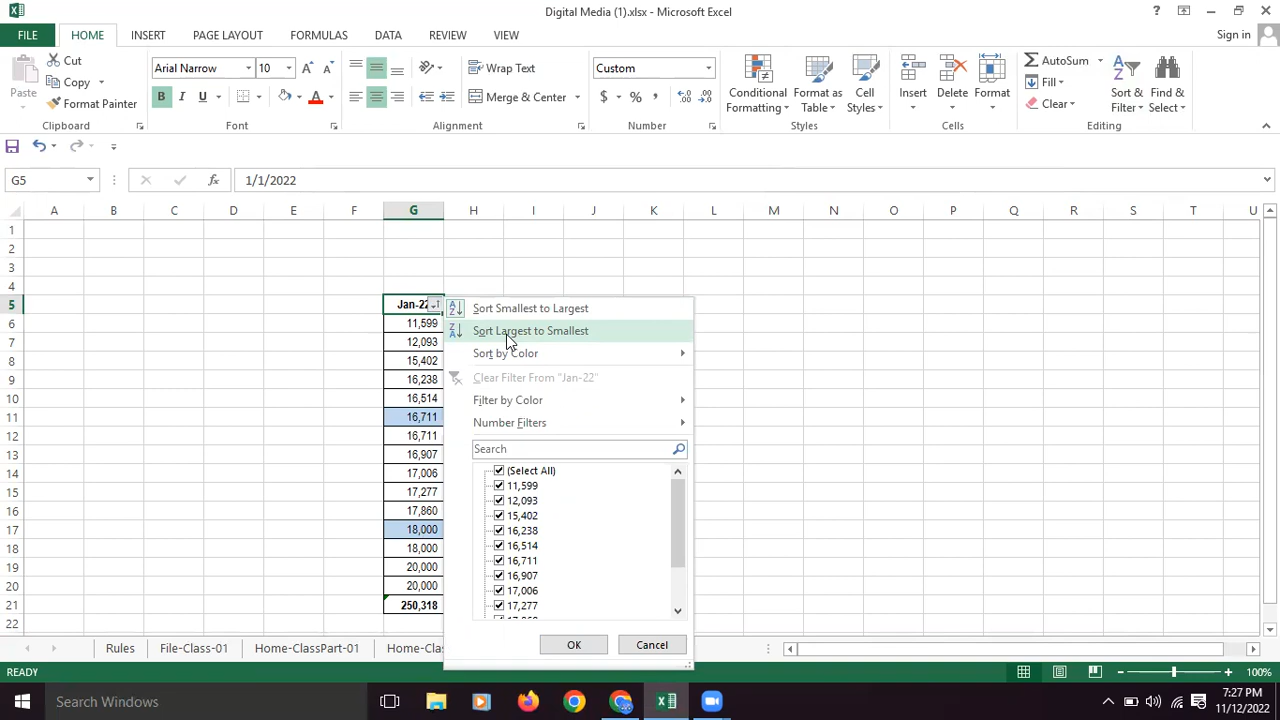 Digital Media (1).xlsx - Microsoft Excel
?
FILE HOME INSERT PAGE LAYOUT FORMULAS DATA REVIEW VIEW Sign in
Paste Cut Copy Format Painter
Arial Narrow 10
B I U A
Wrap Text
Merge & Center
Custom
$ % ,
Conditional Formatting Format as Table Cell Styles
Insert Delete Format
AutoSum Fill Clear Sort & Filter Find & Select
Clipboard Font Alignment Number Styles Cells Editing
G5 fx 1/1/2022
A B C D E F G H I J K L M N O P Q R S T U
1
2
3
4
5 Jan-22
6 11,599
7 12,093
8 15,402
9 16,238
10 16,514
11 16,711
12 16,711
13 16,907
14 17,006
15 17,277
16 17,860
17 18,000
18 18,000
19 20,000
20 20,000
21 250,318
22
Sort Smallest to Largest
Sort Largest to Smallest
Sort by Color
Clear Filter From "Jan-22"
Filter by Color
Number Filters
Search
(Select All)
11,599
12,093
15,402
16,238
16,514
16,711
16,907
17,006
17,277
OK Cancel
Rules File-Class-01 Home-ClassPart-01 Home-Clas
READY 100%
Search Windows
7:27 PM
11/12/2022